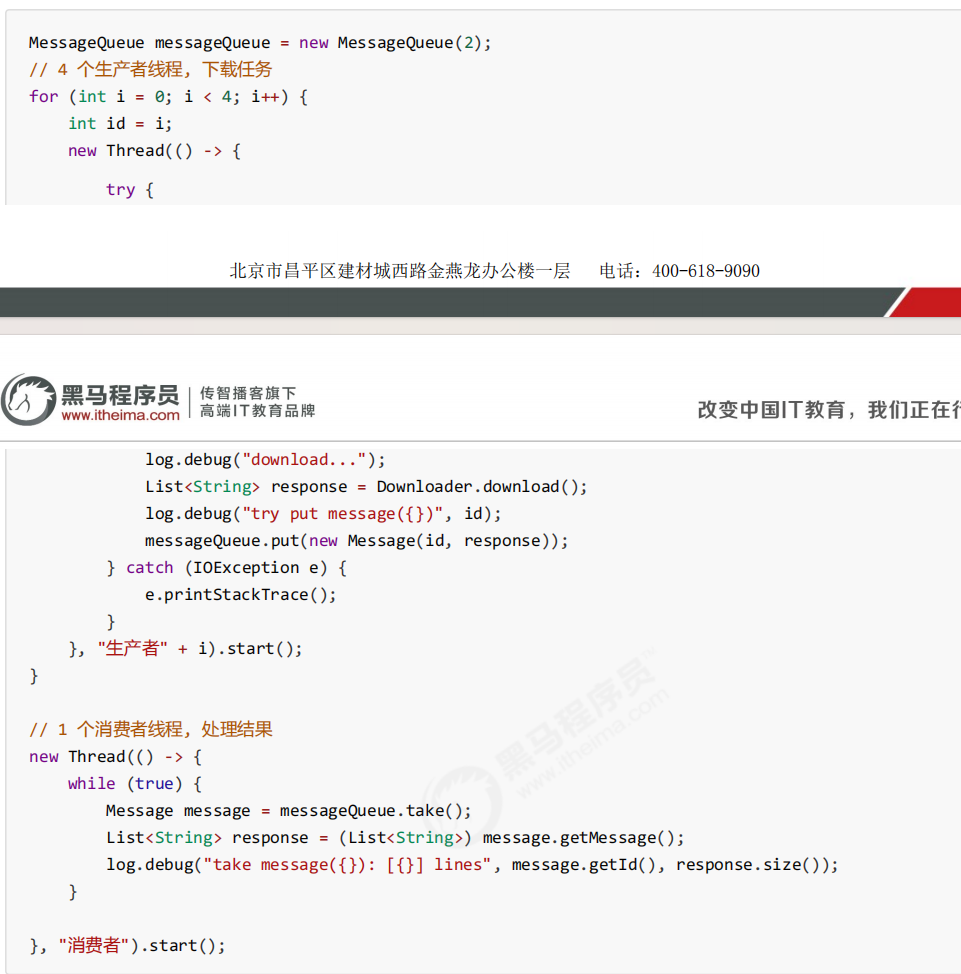 MessageQueue messageQueue = new MessageQueue(2);
// 4 个生产者线程, 下载任务
for (int i = 0; i < 4; i++) {
    int id = i;
    new Thread(() -> {
        try {
北京市昌平区建材城西路金燕龙办公楼一层 电话：400-618-9090
黑马程序员
www.itheima.com
传智播客旗下
高端IT教育品牌
改变中国IT教育，我们正在行
            log.debug("download...");
            List<String> response = Downloader.download();
            log.debug("try put message({})", id);
            messageQueue.put(new Message(id, response));
        } catch (IOException e) {
            e.printStackTrace();
        }
    }, "生产者" + i).start();
}
// 1 个消费者线程, 处理结果
new Thread(() -> {
    while (true) {
        Message message = messageQueue.take();
        List<String> response = (List<String>) message.getMessage();
        log.debug("take message({}): [{}] lines", message.getId(), response.size());
    }
}, "消费者").start();
黑马程序员
www.itheima.com